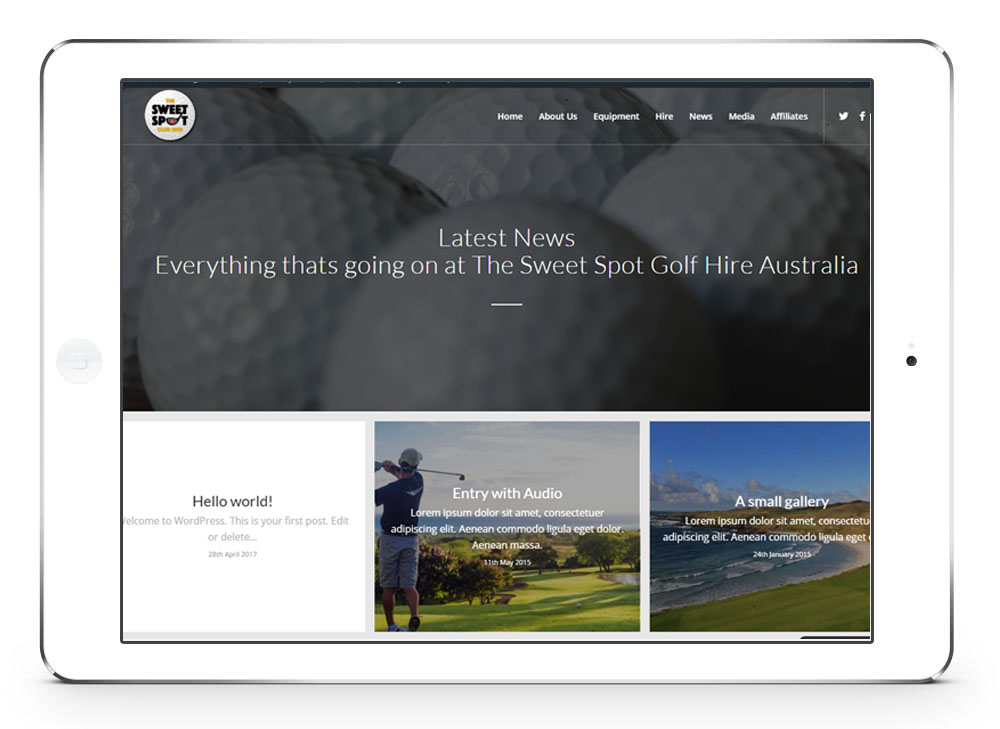 THE
SWEET
SPOT
Home About Us Equipment Hire News Media Affiliates
Latest News
Everything thats going on at The Sweet Spot Golf Hire Australia
Hello world!
elcome to WordPress. This is your first post. Edit
or delete...
28th April 2017
Entry with Audio
Lorem ipsum dolor sit amet, consectetuer
adipiscing elit. Aenean commodo ligula eget dolor.
Aenean massa.
11th May 2015
A small gallery
Lorem ipsum dolor sit amet, consectetu
adipiscing elit. Aenean commodo ligula eget
24th January 2015